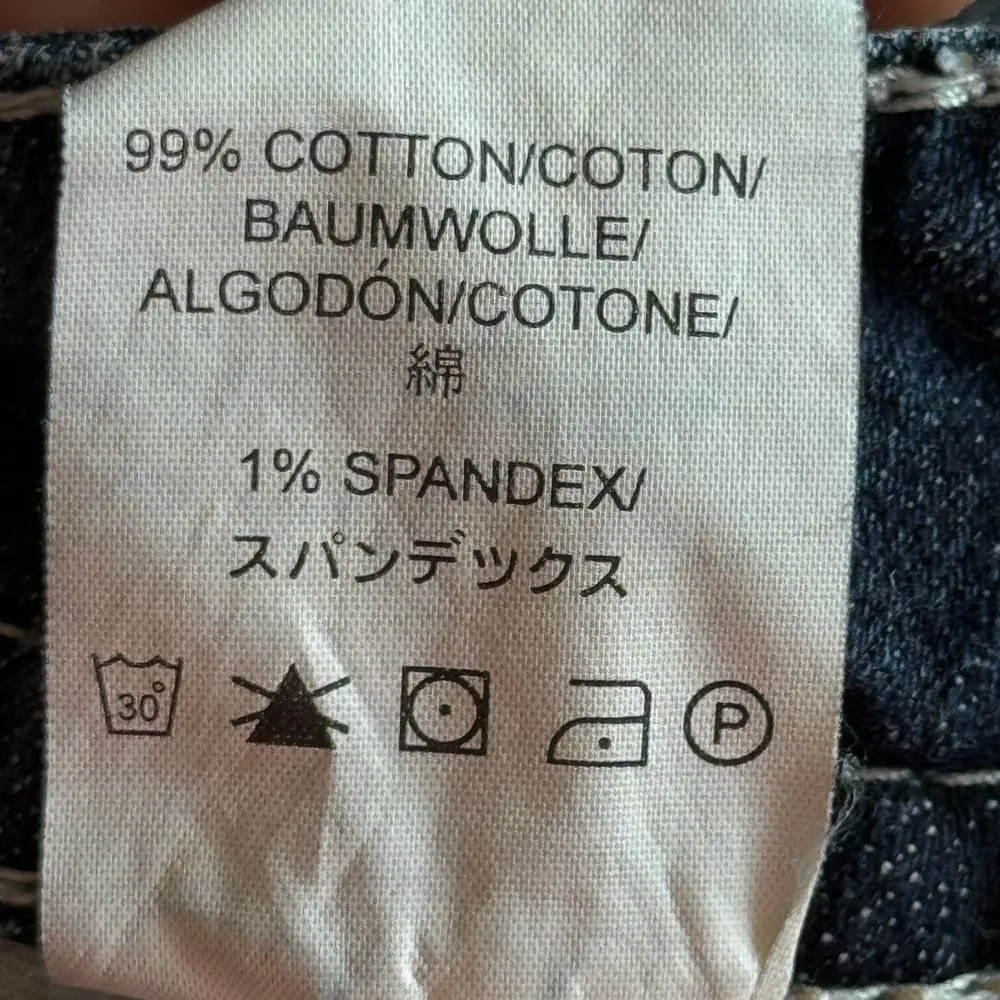 99% COTTON/COTON/
BAUMWOLLE/
ALGODÓN/COTONE/
綿
1% SPANDEX/
スパンデックス
30°
P